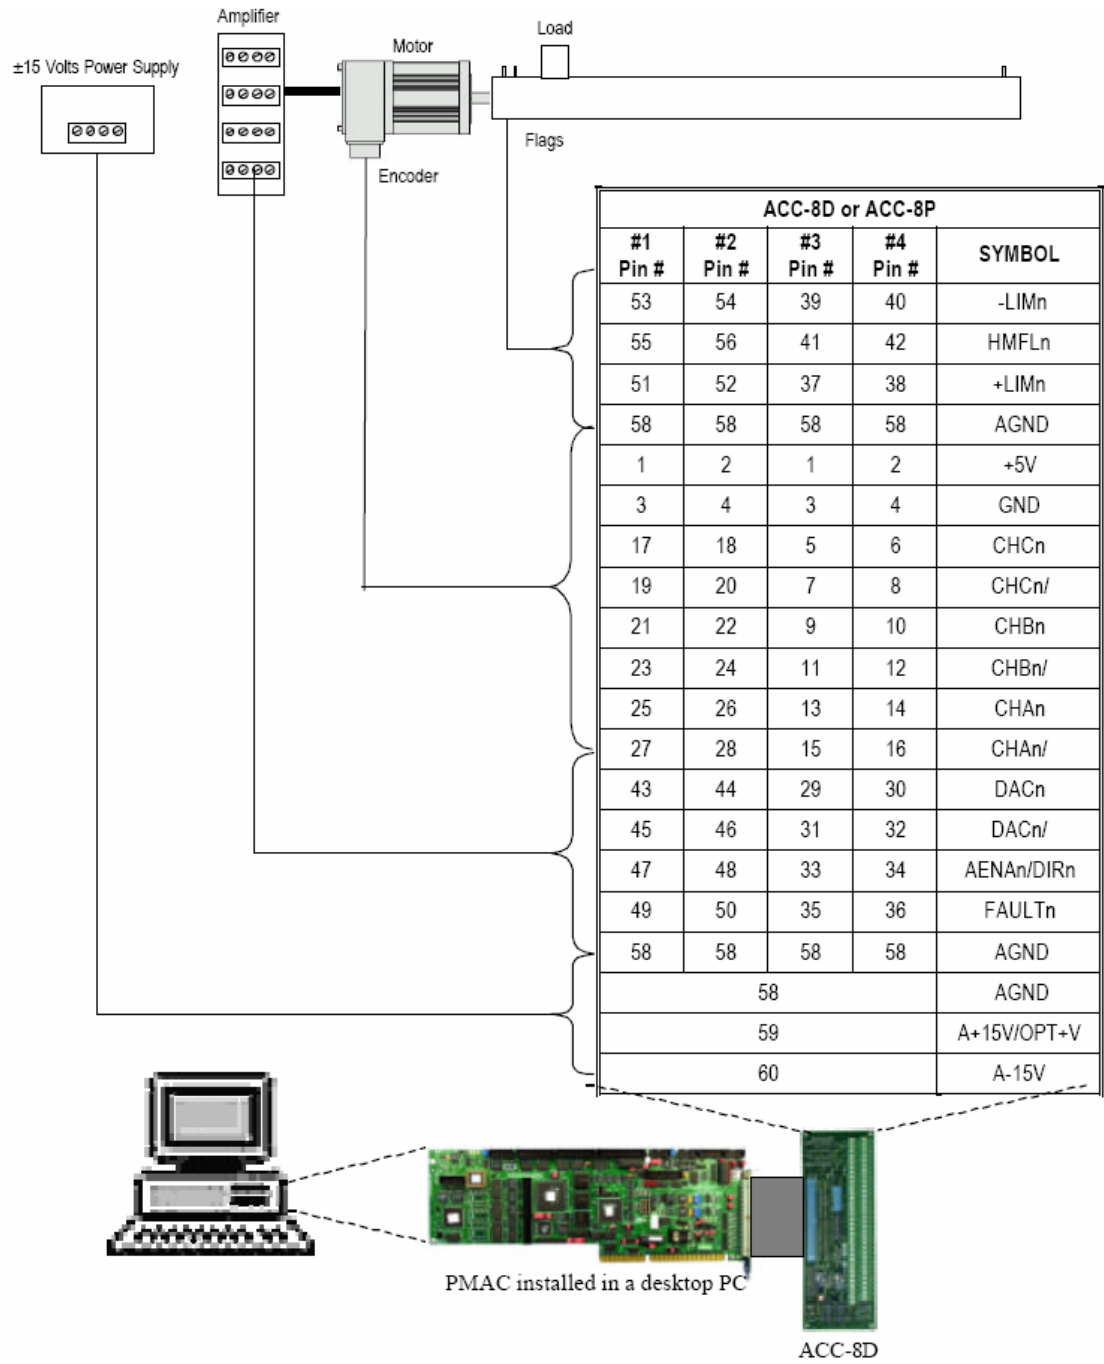 Amplifier
Load
Motor
±15 Volts Power Supply
Flags
Encoder
ACC-8D or ACC-8P
#1 Pin # #2 Pin # #3 Pin # #4 Pin # SYMBOL
53 54 39 40 -LIMn
55 56 41 42 HMFLn
51 52 37 38 +LIMn
58 58 58 58 AGND
1 2 1 2 +5V
3 4 3 4 GND
17 18 5 6 CHCn
19 20 7 8 CHCn/
21 22 9 10 CHBn
23 24 11 12 CHBn/
25 26 13 14 CHAn
27 28 15 16 CHAn/
43 44 29 30 DACn
45 46 31 32 DACn/
47 48 33 34 AENAn/DIRn
49 50 35 36 FAULTn
58 58 58 58 AGND
58 AGND
59 A+15V/OPT+V
60 A-15V
PMAC installed in a desktop PC
ACC-8D